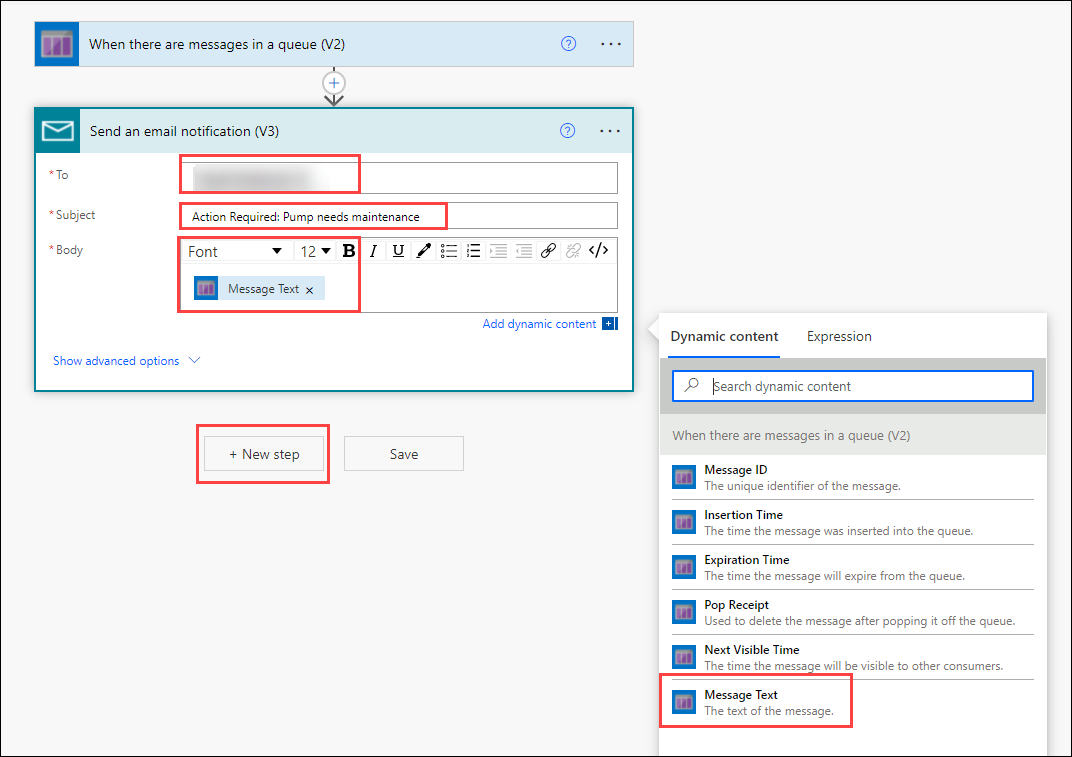 When there are messages in a queue (V2)
Send an email notification (V3)
* To
* Subject
Action Required: Pump needs maintenance
* Body
Font 12 B I U </>
Message Text ×
Add dynamic content
Show advanced options
+ New step
Save
Dynamic content Expression
Search dynamic content
When there are messages in a queue (V2)
Message ID
The unique identifier of the message.
Insertion Time
The time the message was inserted into the queue.
Expiration Time
The time the message will expire from the queue.
Pop Receipt
Used to delete the message after popping it off the queue.
Next Visible Time
The time the message will be visible to other consumers.
Message Text
The text of the message.